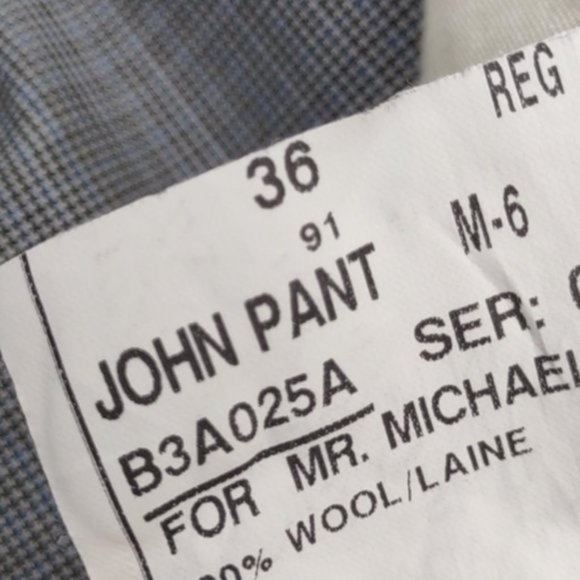 36 REG
91 M-6
JOHN PANT
B3A025A SER:
FOR MR. MICHAEL
WOOL/LAINE